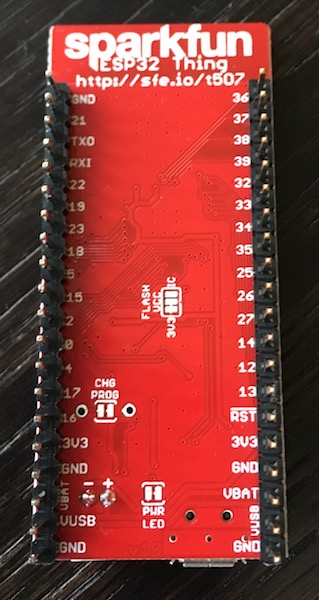 sparkfun
ESP32 Thing
http://sfe.io/t507
GND
21
TXO
RXI
22
19
23
18
5
15
2
0
4
17
16
3V3
GND
VBAT
VUSB
GND
36
37
38
39
32
33
34
35
25
26
27
14
12
13
RST
3V3
GND
VBAT
VUSB
GND
FLASH
VCC
3V3
IC
CHG
PROG
- +
PWR
LED